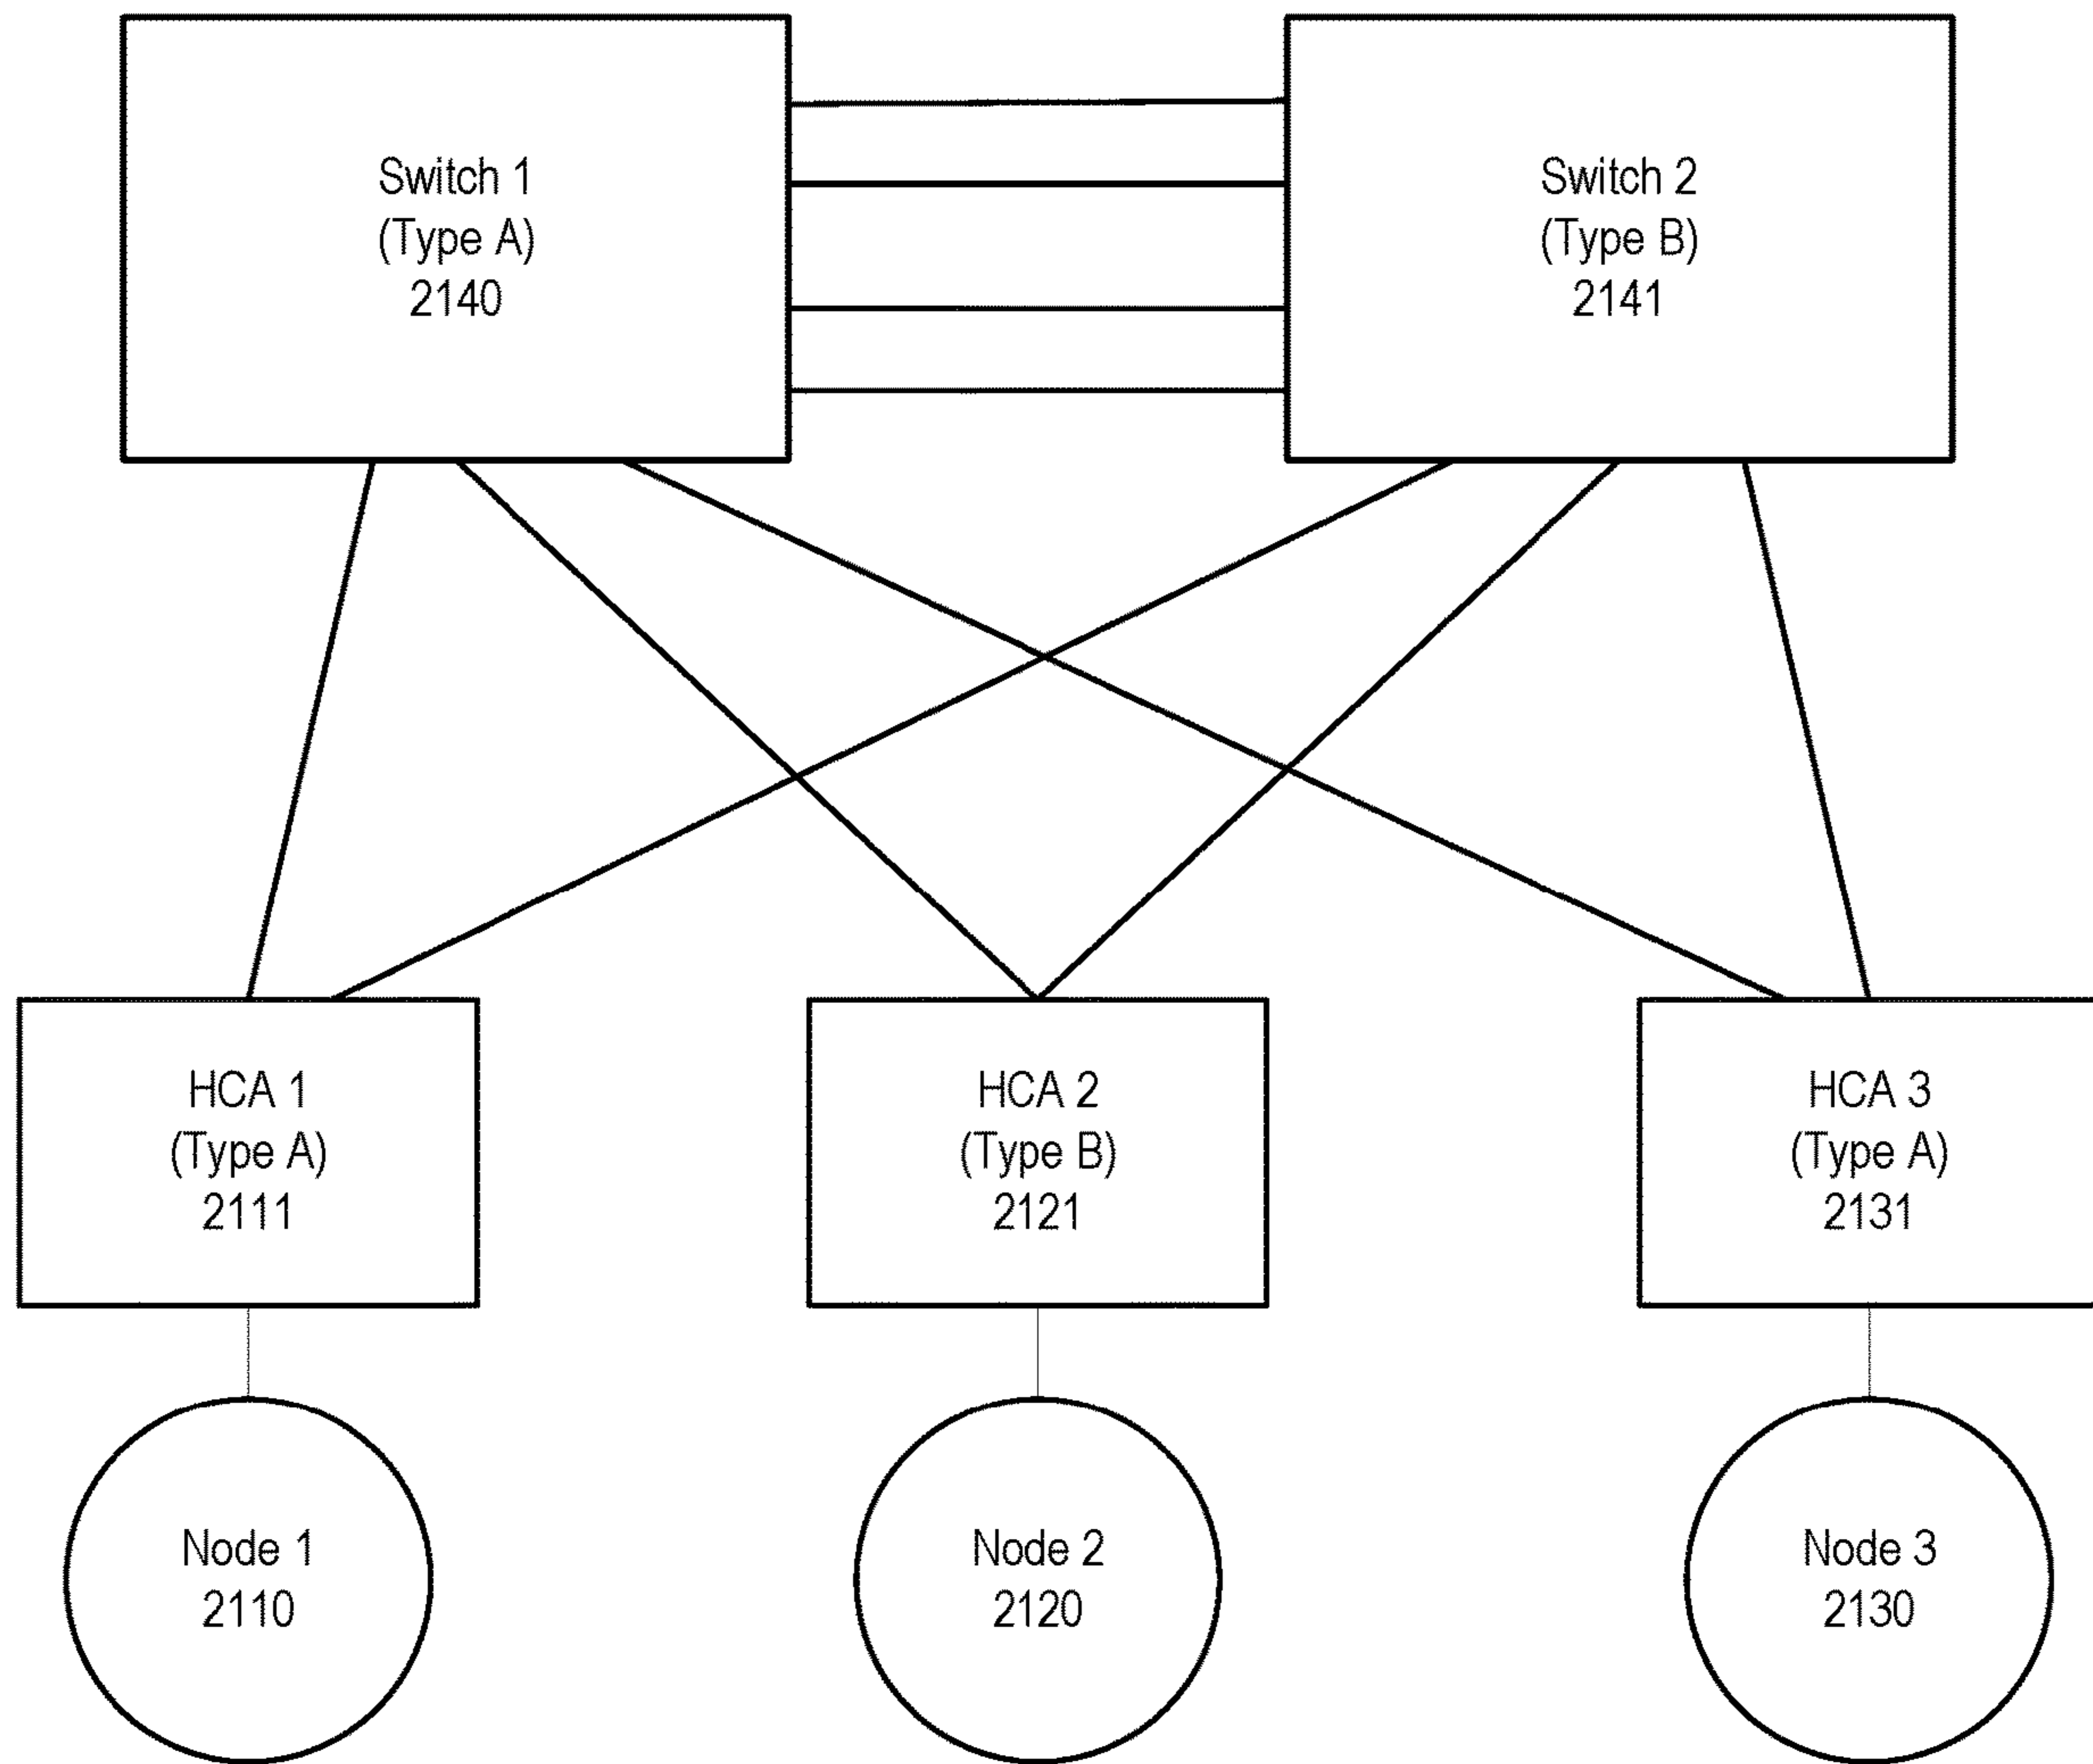 Switch 1
(Type A)
2140
Switch 2
(Type B)
2141
HCA 1
(Type A)
2111
HCA 2
(Type B)
2121
HCA 3
(Type A)
2131
Node 1
2110
Node 2
2120
Node 3
2130